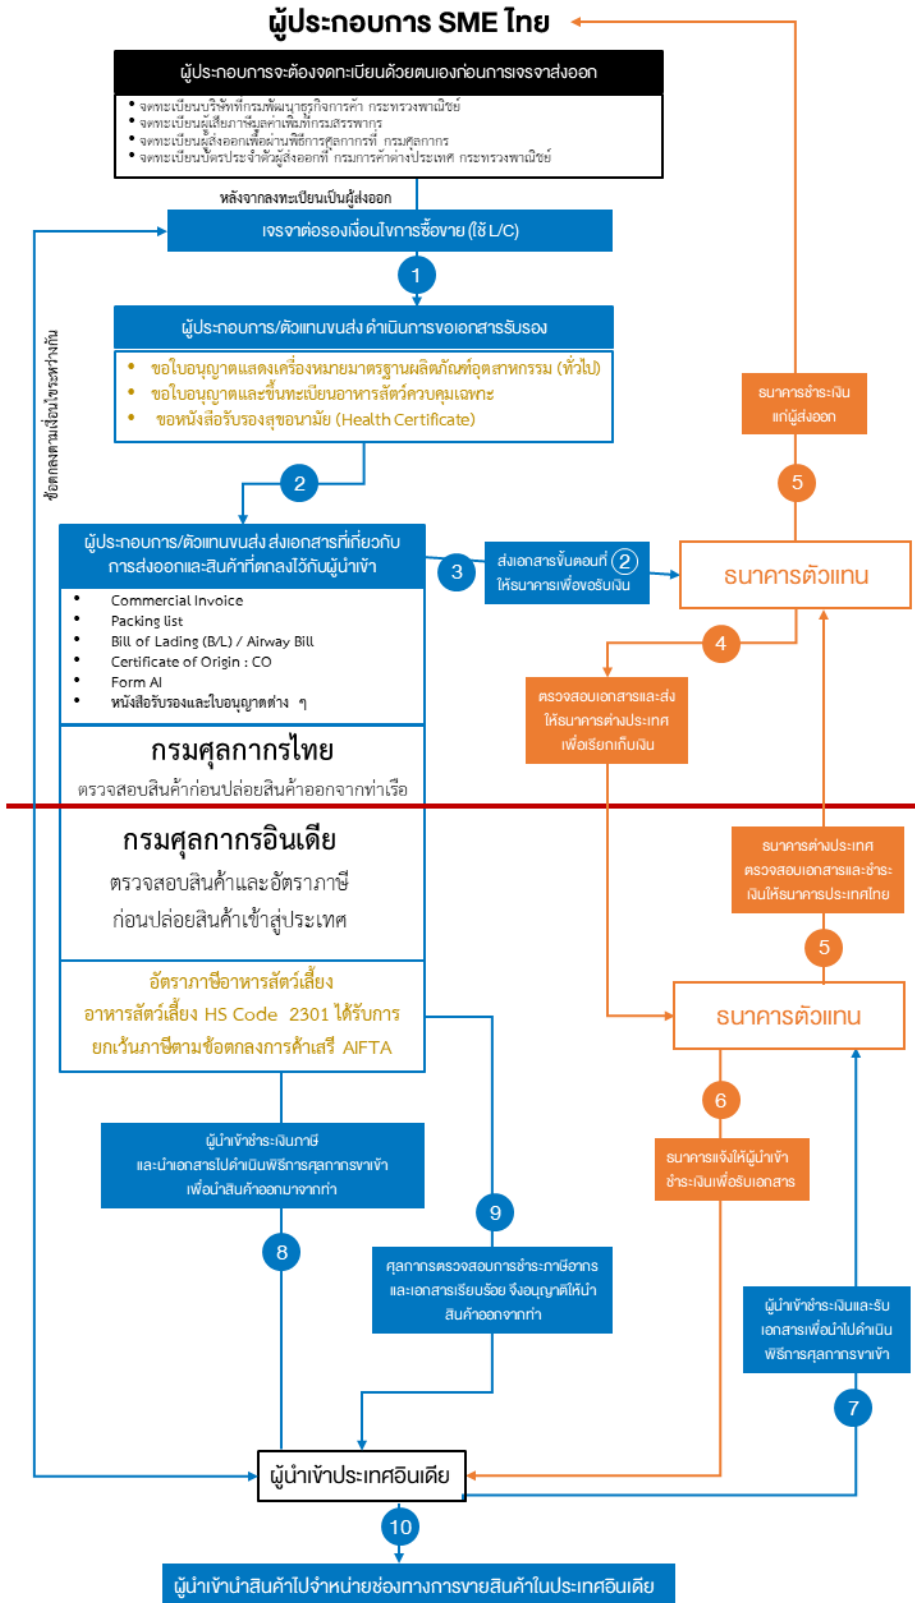 ผู้ประกอบการ SME ไทย
ผู้ประกอบการจะต้องจดทะเบียนด้วยตนเองก่อนการเจรจาส่งออก
• จดทะเบียนบริษัทที่กรมพัฒนาธุรกิจการค้า กระทรวงพาณิชย์
• จดทะเบียนผู้เสียภาษีมูลค่าเพิ่มที่กรมสรรพากร
• จดทะเบียนผู้ส่งออกเพื่อผ่านพิธีการศุลกากรที่ กรมศุลกากร
• จดทะเบียนบัตรประจำตัวผู้ส่งออกที่ กรมการค้าต่างประเทศ กระทรวงพาณิชย์
หลังจากลงทะเบียนเป็นผู้ส่งออก
เจรจาต่อรองเงื่อนไขการซื้อขาย (ใช้ L/C)
1
ข้อตกลงตามเงื่อนไขระหว่างกัน
ผู้ประกอบการ/ตัวแทนขนส่ง ดำเนินการขอเอกสารรับรอง
• ขอใบอนุญาตแสดงเครื่องหมายมาตรฐานผลิตภัณฑ์อุตสาหกรรม (ทั่วไป)
• ขอใบอนุญาตและขึ้นทะเบียนอาหารสัตว์ควบคุมเฉพาะ
• ขอหนังสือรับรองสุขอนามัย (Health Certificate)
ธนาคารชำระเงิน
แก่ผู้ส่งออก
5
2
ผู้ประกอบการ/ตัวแทนขนส่ง ส่งเอกสารที่เกี่ยวกับ
การส่งออกและสินค้าที่ตกลงไว้กับผู้นำเข้า
3
ส่งเอกสารขั้นตอนที่ 2
ให้ธนาคารเพื่อขอรับเงิน
ธนาคารตัวแทน
• Commercial Invoice
• Packing list
• Bill of Lading (B/L) / Airway Bill
• Certificate of Origin : CO
• Form AI
• หนังสือรับรองและใบอนุญาตต่าง ๆ
4
ตรวจสอบเอกสารและส่ง
ให้ธนาคารต่างประเทศ
เพื่อเรียกเก็บเงิน
กรมศุลกากรไทย
ตรวจสอบสินค้าก่อนปล่อยสินค้าออกจากท่าเรือ
กรมศุลกากรอินเดีย
ตรวจสอบสินค้าและอัตราภาษี
ก่อนปล่อยสินค้าเข้าสู่ประเทศ
ธนาคารต่างประเทศ
ตรวจสอบเอกสารและชำระ
เงินให้ธนาคารประเทศไทย
5
อัตราภาษีอาหารสัตว์เลี้ยง
อาหารสัตว์เลี้ยง HS Code 2301 ได้รับการ
ยกเว้นภาษีตามข้อตกลงการค้าเสรี AIFTA
ธนาคารตัวแทน
6
ผู้นำเข้าชำระเงินภาษี
และนำเอกสารไปดำเนินพิธีการศุลกากรขาเข้า
เพื่อนำสินค้าออกมาจากท่า
ธนาคารแจ้งให้ผู้นำเข้า
ชำระเงินเพื่อรับเอกสาร
8
9
ศุลกากรตรวจสอบการชำระภาษีอากร
และเอกสารเรียบร้อย จึงอนุญาติให้นำ
สินค้าออกจากท่า
ผู้นำเข้าชำระเงินและรับ
เอกสารเพื่อนำไปดำเนิน
พิธีการศุลกากรขาเข้า
7
ผู้นำเข้าประเทศอินเดีย
10
ผู้นำเข้านำสินค้าไปจำหน่ายช่องทางการขายสินค้าในประเทศอินเดีย